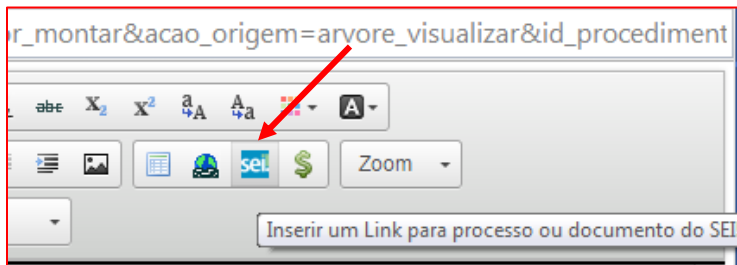 or_montar&acao_origem=arvore_visualizar&id_procediment
abc X₂ X² a A A a A
sei! $ Zoom
Inserir um Link para processo ou documento do SEI